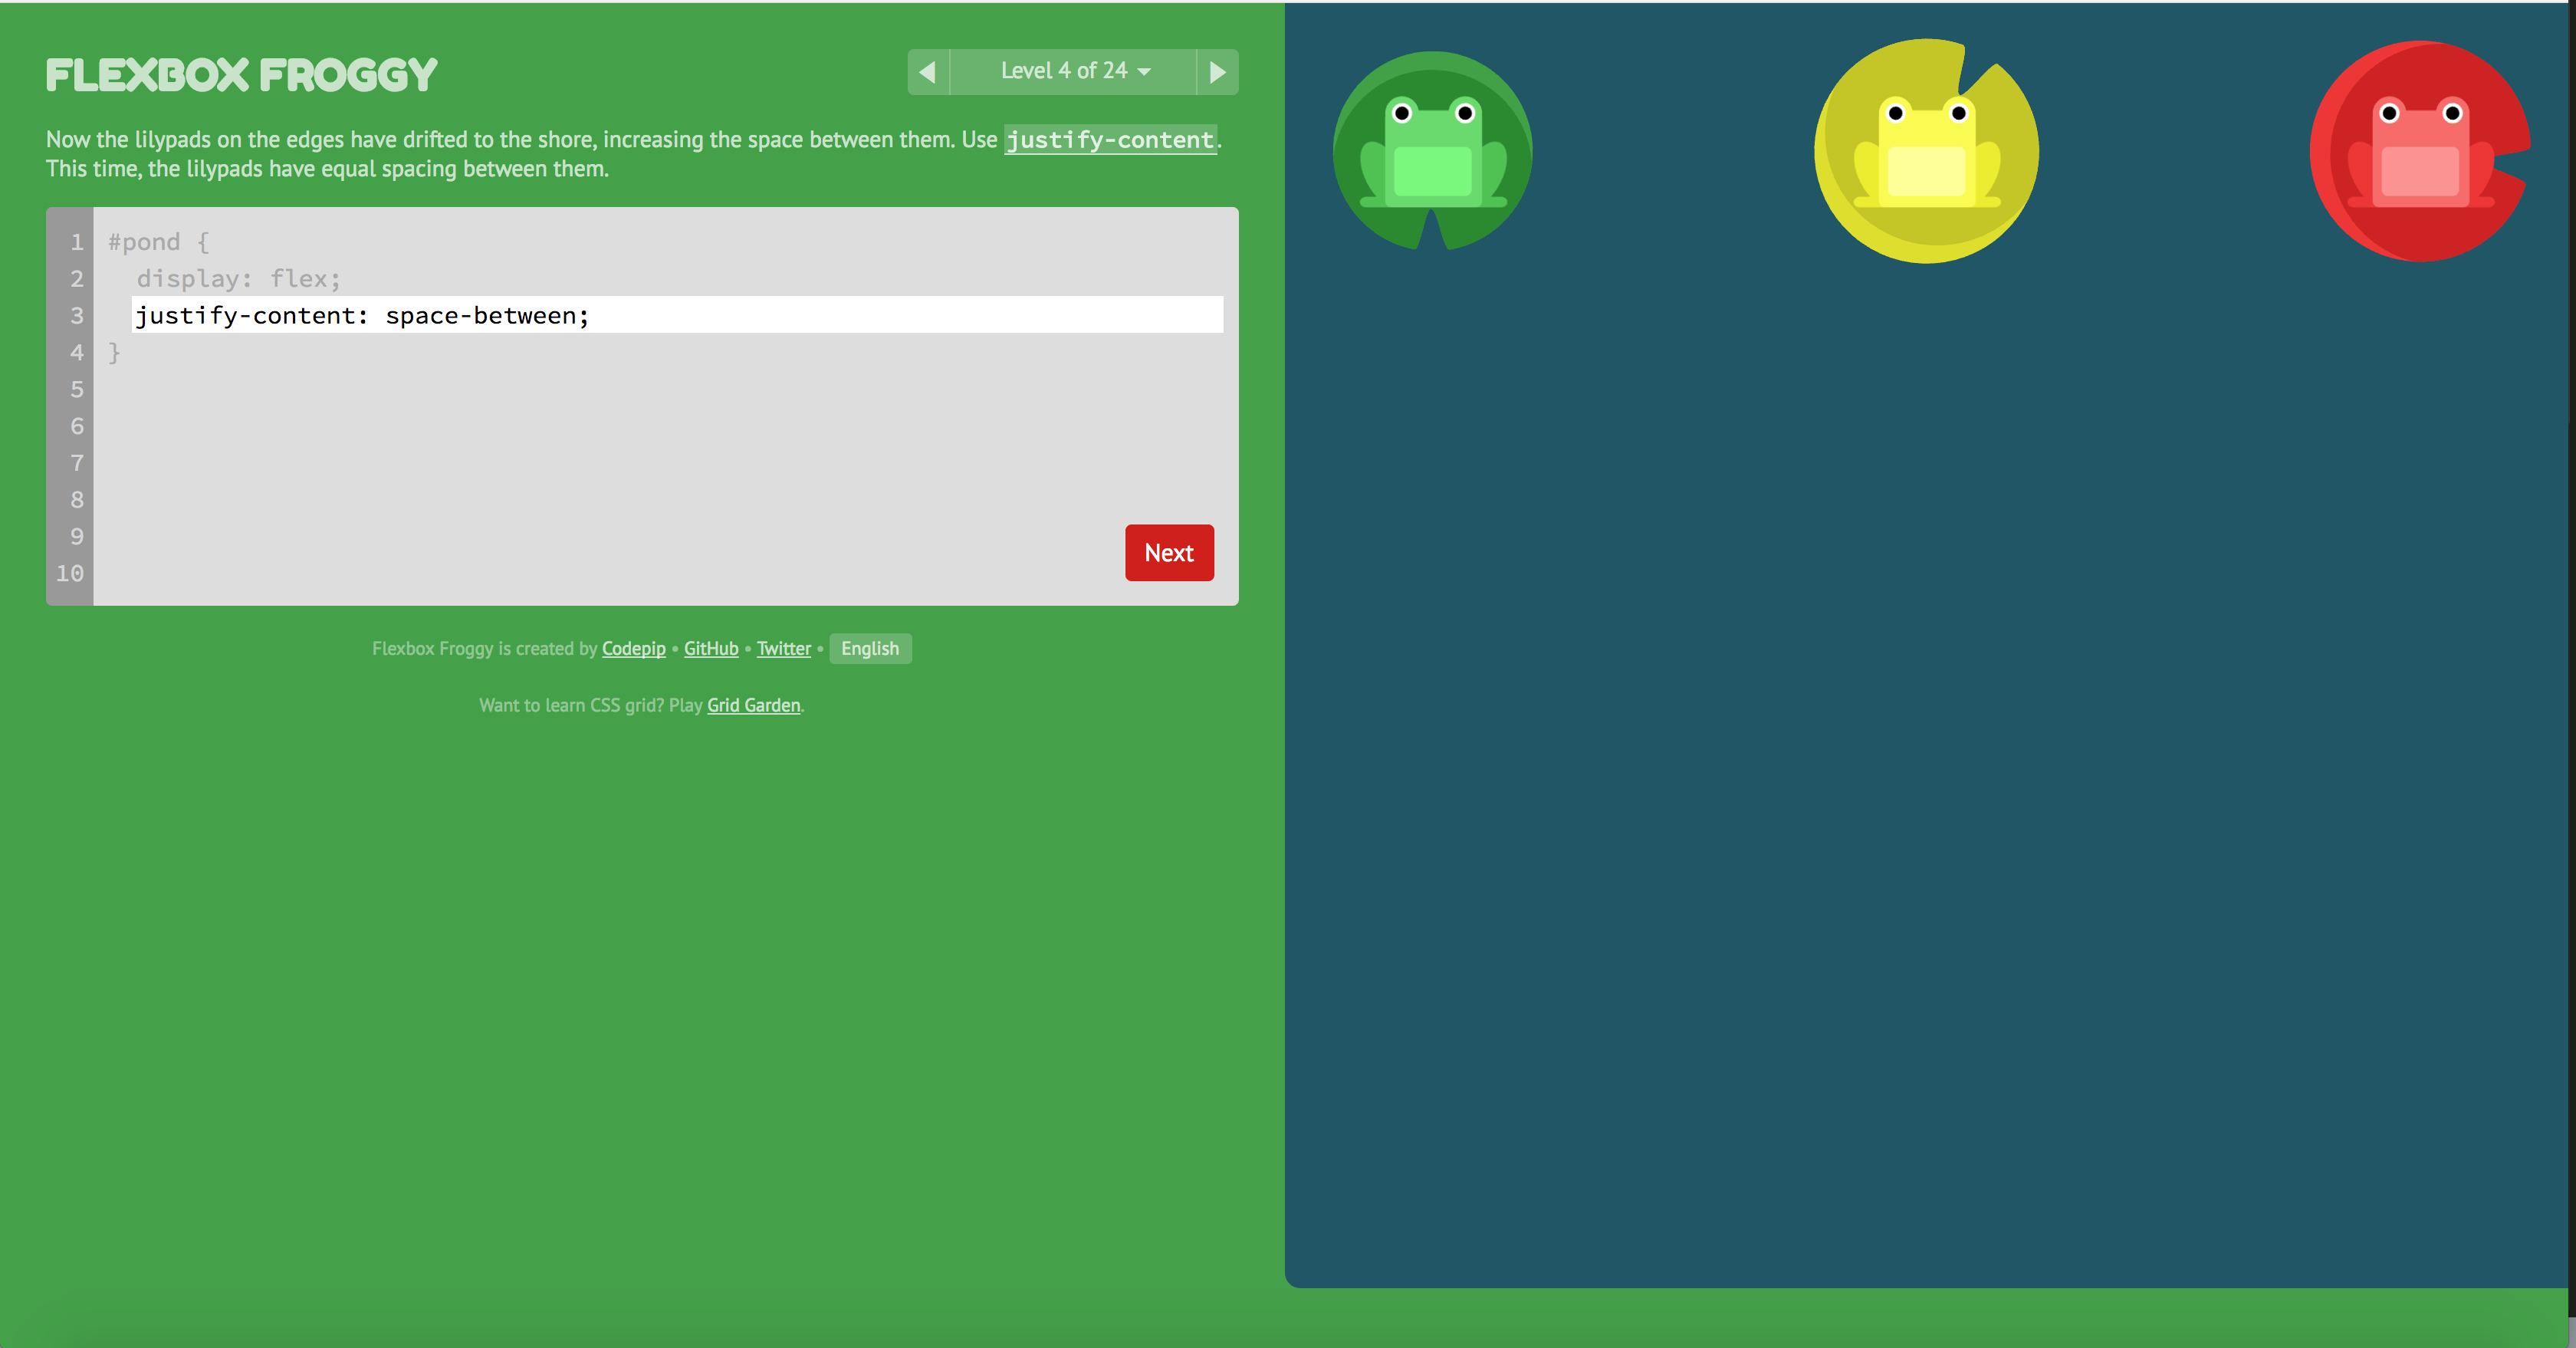 FLEXBOX FROGGY
Level 4 of 24
Now the lilypads on the edges have drifted to the shore, increasing the space between them. Use justify-content.
This time, the lilypads have equal spacing between them.
1 #pond {
2 display: flex;
3 justify-content: space-between;
4 }
5
6
7
8
9
10
Next
Flexbox Froggy is created by Codepip • GitHub • Twitter • English
Want to learn CSS grid? Play Grid Garden.